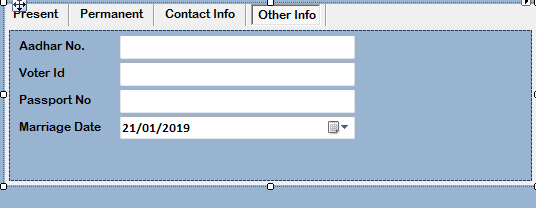 Present Permanent Contact Info Other Info
Aadhar No.
Voter Id
Passport No
Marriage Date 21/01/2019